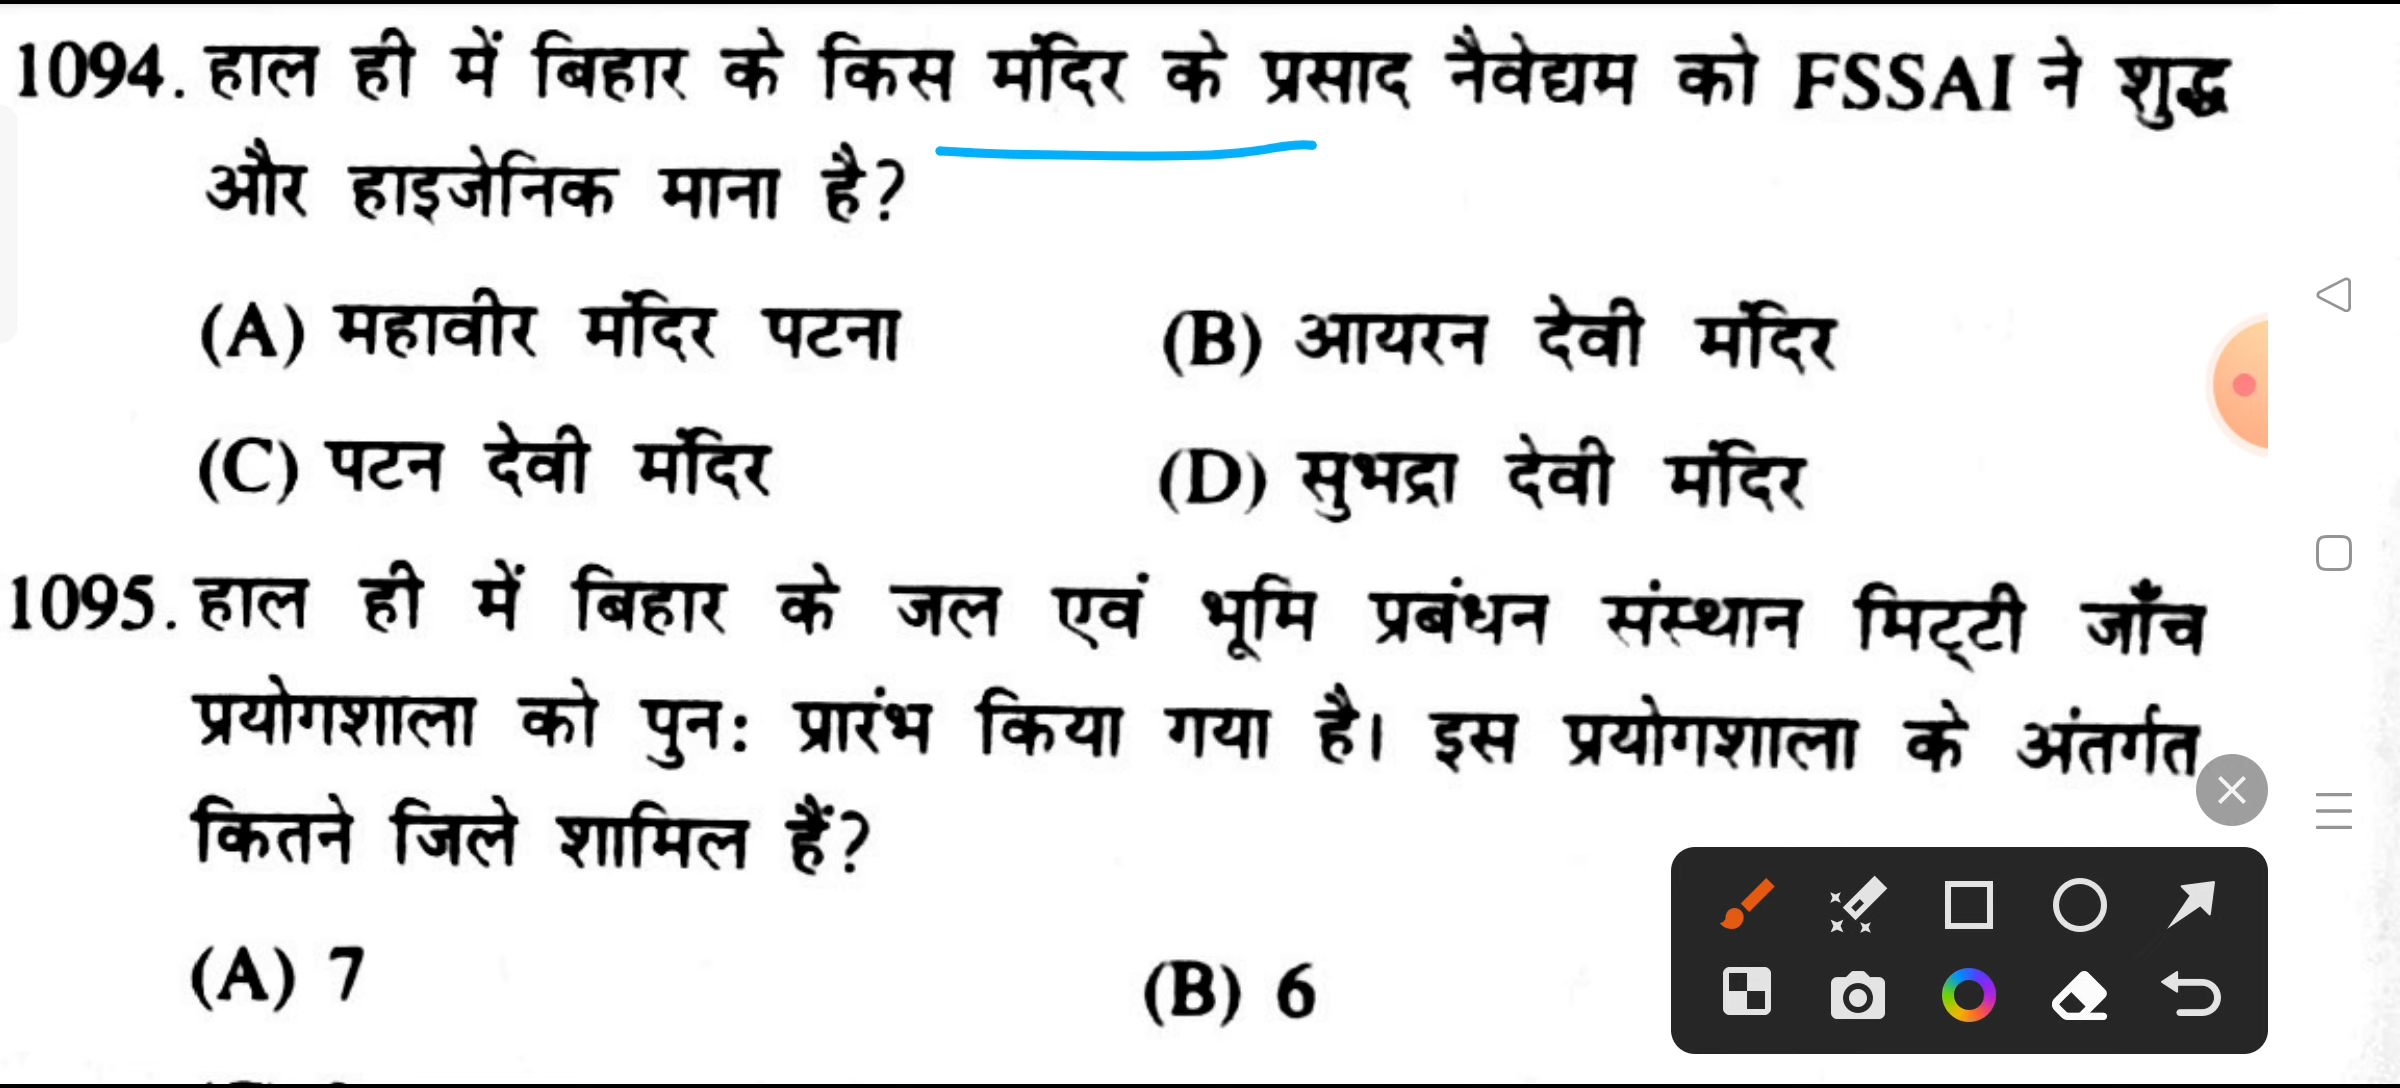 1094. हाल ही में बिहार के किस मंदिर के प्रसाद नैवेद्यम को FSSAI ने शुद्ध
और हाइजेनिक माना है?
(A) महावीर मंदिर पटना (B) आयरन देवी मंदिर
(C) पटन देवी मंदिर (D) सुभद्रा देवी मंदिर
1095. हाल ही में बिहार के जल एवं भूमि प्रबंधन संस्थान मिट्टी जाँच
प्रयोगशाला को पुन: प्रारंभ किया गया है। इस प्रयोगशाला के अंतर्गत
कितने जिले शामिल हैं?
(A) 7 (B) 6